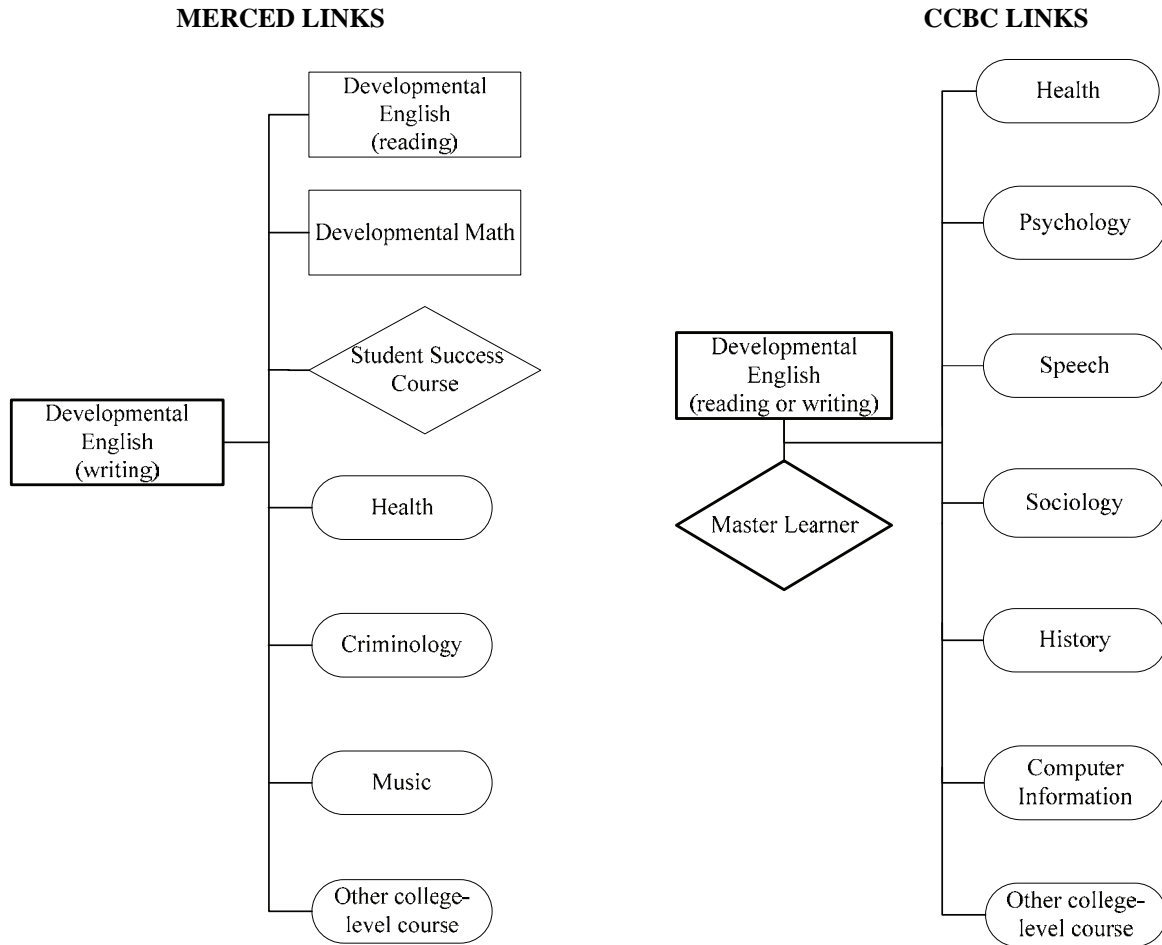 MERCED LINKS
Developmental
English
(reading)
Developmental Math
Student Success
Course
Developmental
English
(writing)
Health
Criminology
Music
Other college-
level course
CCBC LINKS
Health
Psychology
Speech
Developmental
English
(reading or writing)
Master Learner
Sociology
History
Computer
Information
Other college-
level course